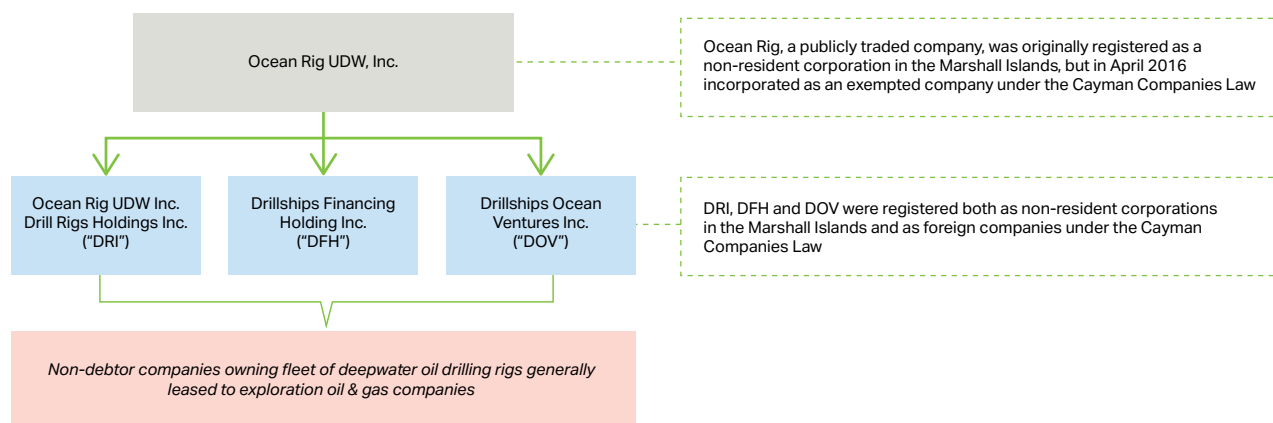 Ocean Rig UDW, Inc.
Ocean Rig, a publicly traded company, was originally registered as a
non-resident corporation in the Marshall Islands, but in April 2016
incorporated as an exempted company under the Cayman Companies Law
Ocean Rig UDW Inc.
Drill Rigs Holdings Inc.
(“DRI”)
Drillships Financing
Holding Inc.
(“DFH”)
Drillships Ocean
Ventures Inc.
(“DOV”)
DRI, DFH and DOV were registered both as non-resident corporations
in the Marshall Islands and as foreign companies under the Cayman
Companies Law
Non-debtor companies owning fleet of deepwater oil drilling rigs generally
leased to exploration oil & gas companies